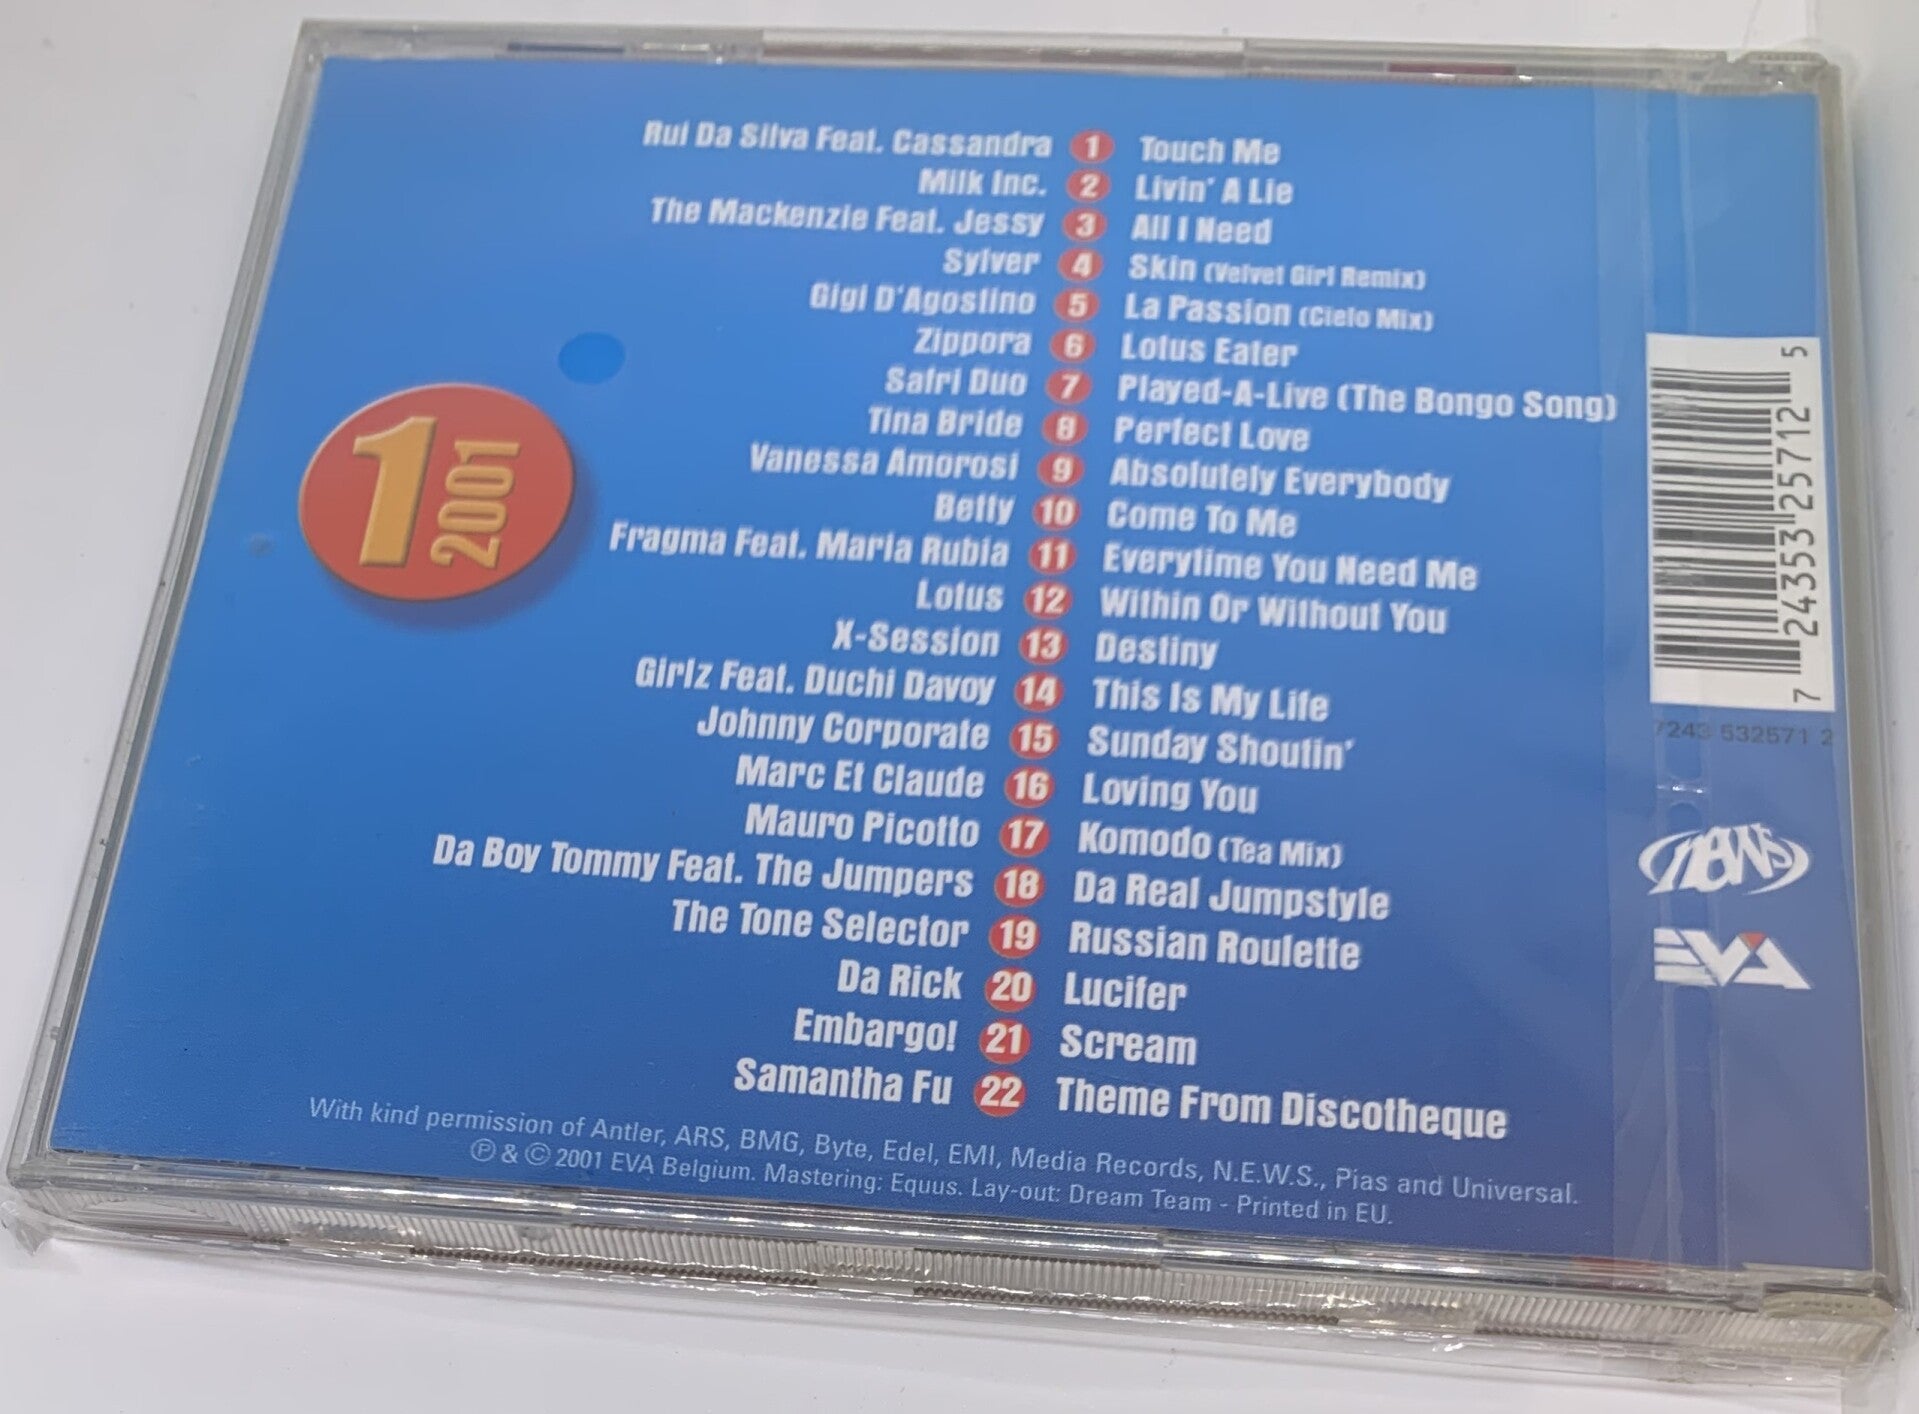 Rui Da Silva Feat. Cassandra 1 Touch Me
Milk Inc. 2 Livin' A Lie
The Mackenzie Feat. Jessy 3 All I Need
Sylver 4 Skin (Velvet Girl Remix)
Gigi D'Agostino 5 La Passion (Cielo Mix)
Zippora 6 Lotus Eater
Safri Duo 7 Played-A-Live (The Bongo Song)
Tina Bride 8 Perfect Love
Vanessa Amorosi 9 Absolutely Everybody
Betty 10 Come To Me
Fragma Feat. Maria Rubia 11 Everytime You Need Me
Lotus 12 Within Or Without You
X-Session 13 Destiny
Girlz Feat. Duchi Davoy 14 This Is My Life
Johnny Corporate 15 Sunday Shoutin'
Marc Et Claude 16 Loving You
Mauro Picotto 17 Komodo (Tea Mix)
Da Boy Tommy Feat. The Jumpers 18 Da Real Jumpstyle
The Tone Selector 19 Russian Roulette
Da Rick 20 Lucifer
Embargo! 21 Scream
Samantha Fu 22 Theme From Discotheque
With kind permission of Antler, ARS, BMG, Byte, Edel, EMI, Media Records, N.E.W.S., Pias and Universal.
Ⓟ & © 2001 EVA Belgium. Mastering: Equus. Lay-out: Dream Team - Printed in EU.
1 2001
7 24353 25712 5
7243 532571 2
news
EVA